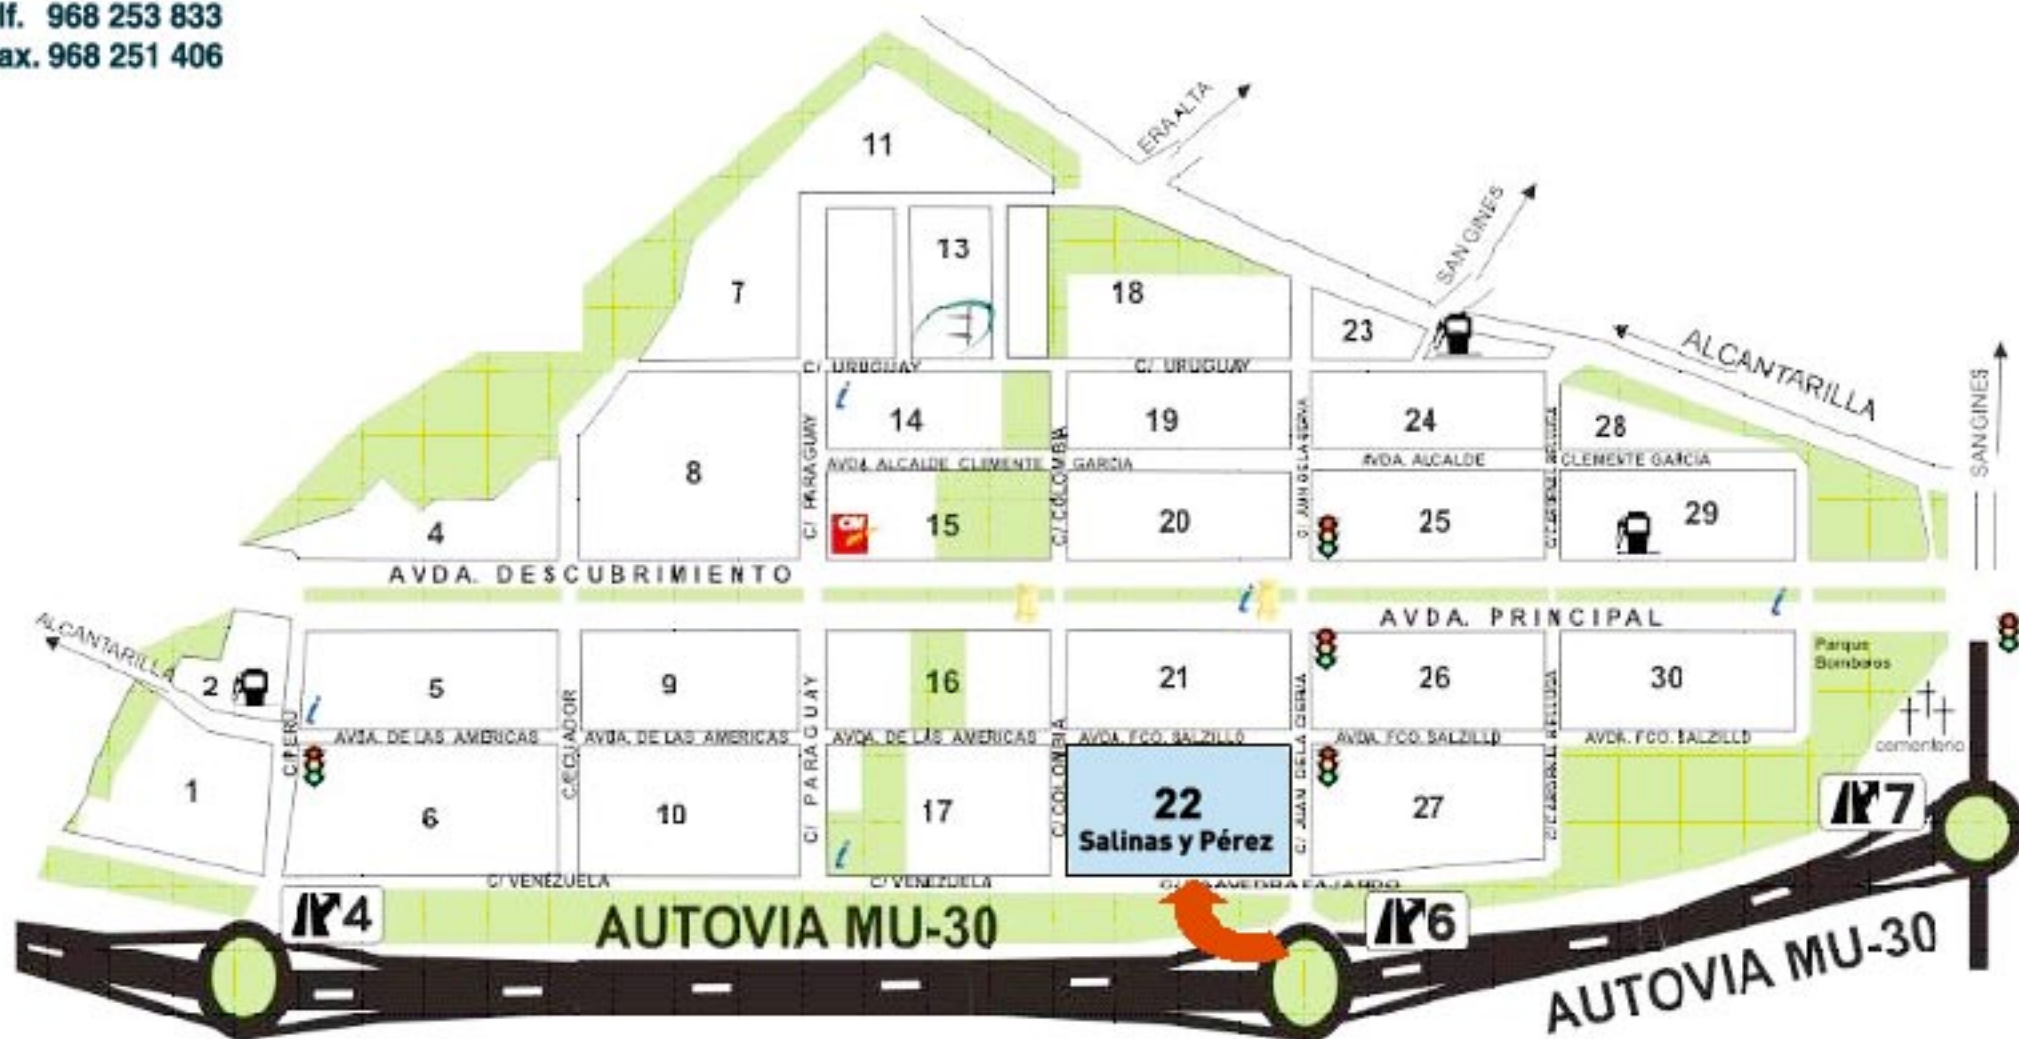 lf. 968 253 833
ax. 968 251 406
ERA ALTA
11
SAN GINES
13
7
18
23
ALCANTARILLA
C/ URUGUAY
C/ URUGUAY
SAN GINES
14
19
24
28
C/ PARAGUAY
C/ COLOMBIA
AVDA. ALCALDE CLEMENTE GARCIA
AVDA. ALCALDE CLEMENTE GARCIA
8
4
15
20
25
29
AVDA. DESCUBRIMIENTO
AVDA. PRINCIPAL
ALCANTARILLA
2
5
9
16
21
26
30
Parque
Bomberos
C/ PERU
C/ECUADOR
C/ PARAGUAY
C/ COLOMBIA
C/ JUAN DE LA CIERVA
AVDA. DE LAS AMERICAS
AVDA. DE LAS AMERICAS
AVDA. DE LAS AMERICAS
AVDA. FCO. SALZILLO
AVDA. FCO. SALZILLO
AVDA. FCO. SALZILLO
cementerio
1
6
10
17
22
Salinas y Pérez
27
7
C/ VENEZUELA
C/ VENEZUELA
4
AUTOVIA MU-30
6
AUTOVIA MU-30